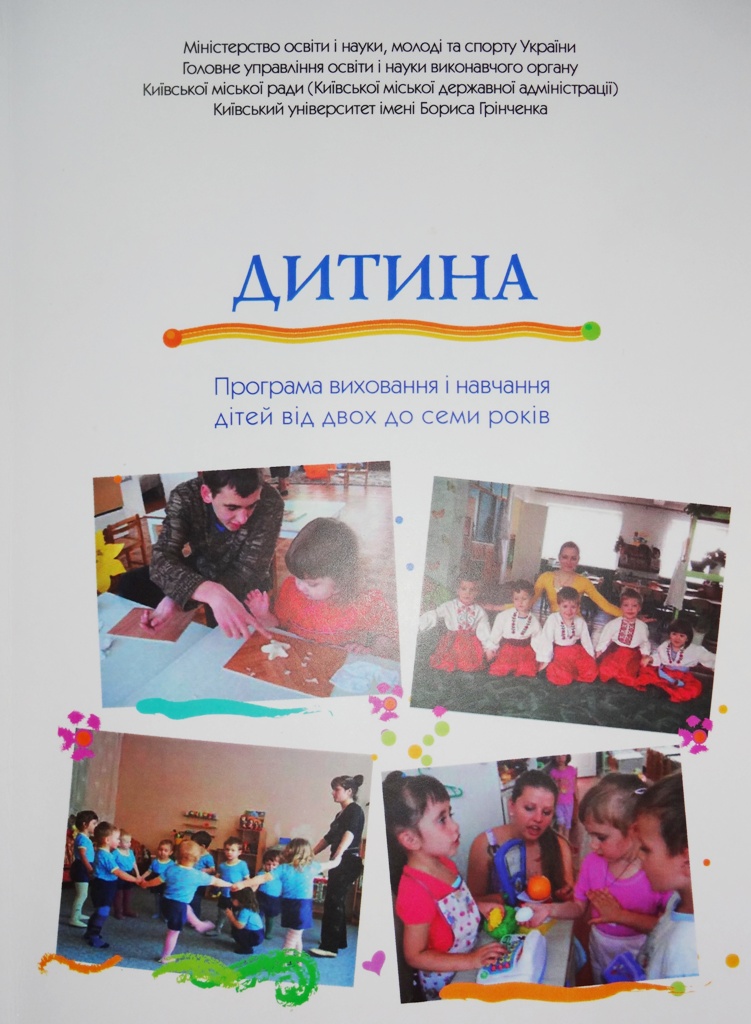 Міністерство освіти і науки, молоді та спорту України
Головне управління освіти і науки виконавчого органу
Київської міської ради (Київської міської державної адміністрації)
Київський університет імені Бориса Грінченка
ДИТИНА
Програма виховання і навчання
дітей від двох до семи років